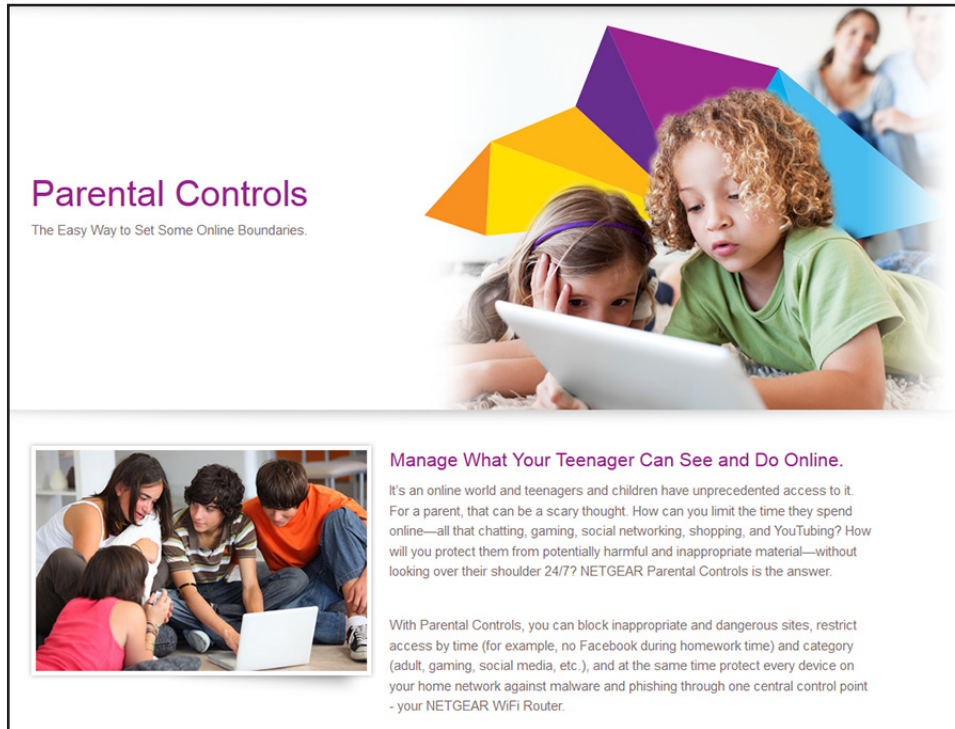 Parental Controls
The Easy Way to Set Some Online Boundaries.
Manage What Your Teenager Can See and Do Online.
It's an online world and teenagers and children have unprecedented access to it.
For a parent, that can be a scary thought. How can you limit the time they spend
online—all that chatting, gaming, social networking, shopping, and YouTubing? How
will you protect them from potentially harmful and inappropriate material—without
looking over their shoulder 24/7? NETGEAR Parental Controls is the answer.
With Parental Controls, you can block inappropriate and dangerous sites, restrict
access by time (for example, no Facebook during homework time) and category
(adult, gaming, social media, etc.), and at the same time protect every device on
your home network against malware and phishing through one central control point
- your NETGEAR WiFi Router.